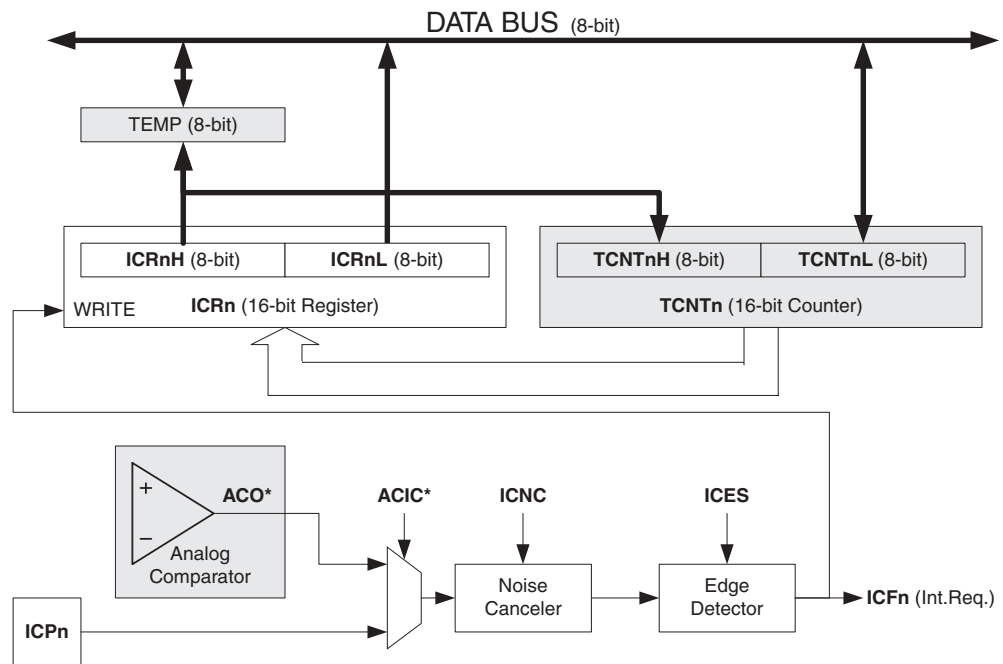 DATA BUS (8-bit)
TEMP (8-bit)
ICRnH (8-bit)
ICRnL (8-bit)
TCNTnH (8-bit)
TCNTnL (8-bit)
WRITE
ICRn (16-bit Register)
TCNTn (16-bit Counter)
+
−
ACO*
Analog
Comparator
ACIC*
ICNC
ICES
Noise
Canceler
Edge
Detector
ICFn (Int.Req.)
ICPn